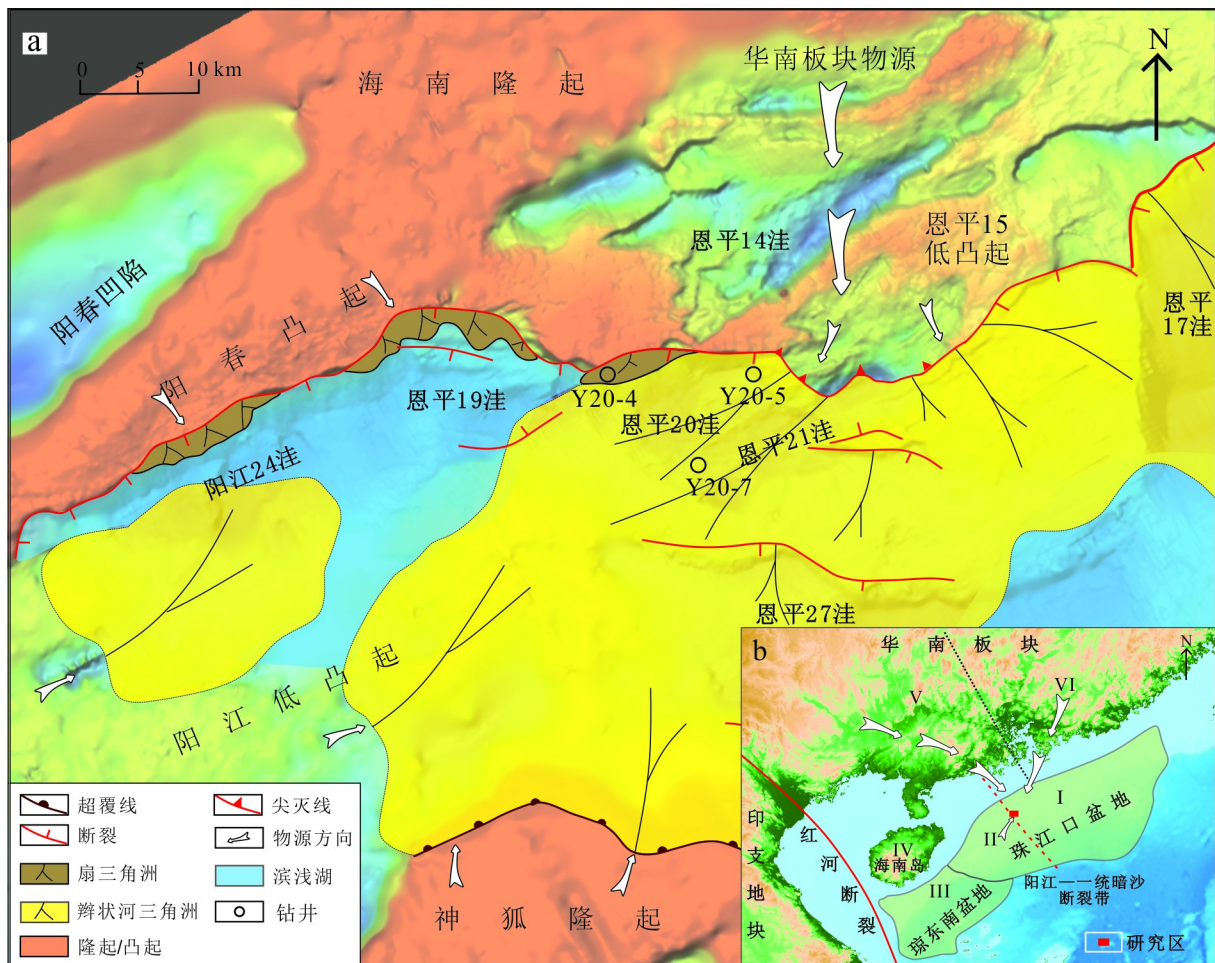 a
0 5 10 km
海南隆起
华南板块物源
N
恩平14洼
恩平15
低凸起
阳春凹陷
阳春凸起
恩平
17洼
恩平19洼
Y20-4
Y20-5
恩平20洼
恩平21洼
阳江24洼
Y20-7
恩平27洼
阳江低凸起
神狐隆起
超覆线
尖灭线
断裂
物源方向
扇三角洲
滨浅湖
辫状河三角洲
钻井
隆起/凸起
b
华南板块
N
V
VI
I
II
珠江口盆地
印支地块
红河断裂
IV
海南岛
III
琼东南盆地
阳江——统暗沙
断裂带
研究区